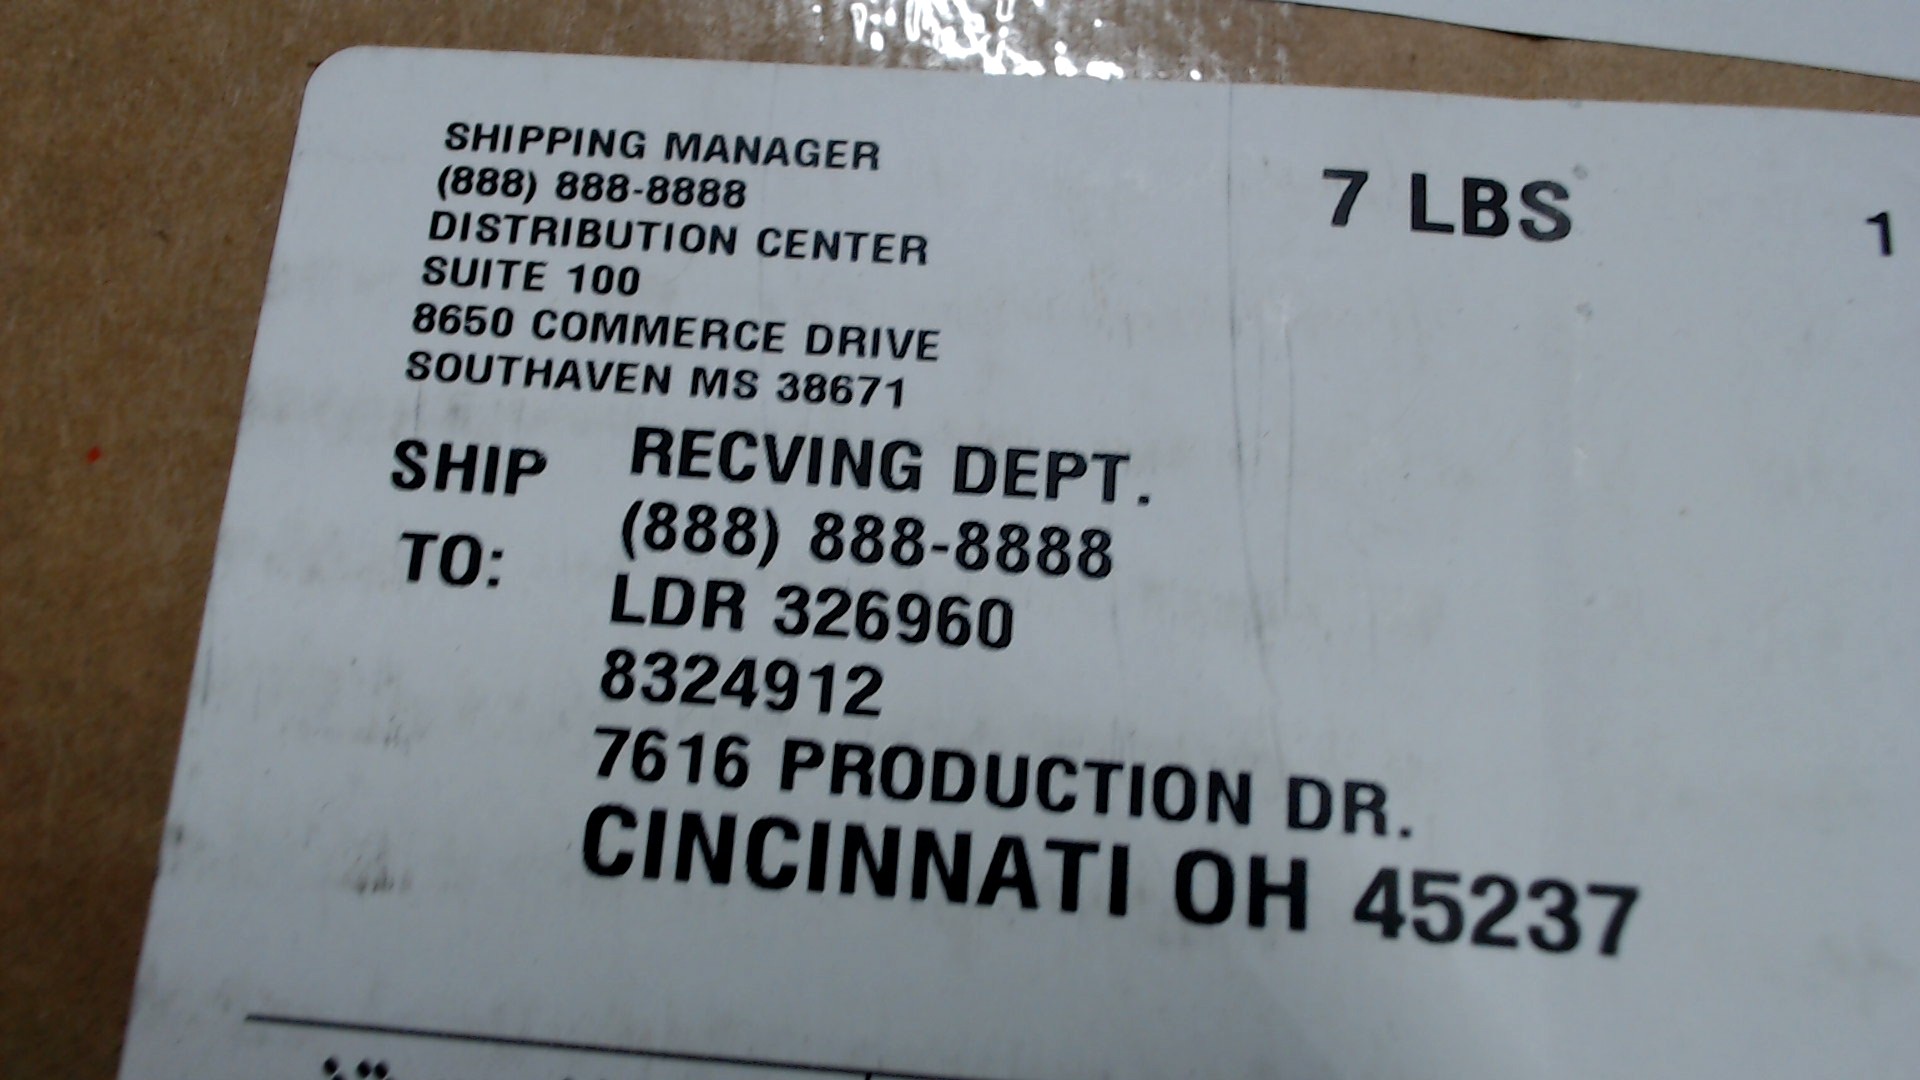 SHIPPING MANAGER
(888) 888-8888
DISTRIBUTION CENTER
SUITE 100
8650 COMMERCE DRIVE
SOUTHAVEN MS 38671
7 LBS 1
SHIP TO:
RECVING DEPT.
(888) 888-8888
LDR 326960
8324912
7616 PRODUCTION DR.
CINCINNATI OH 45237